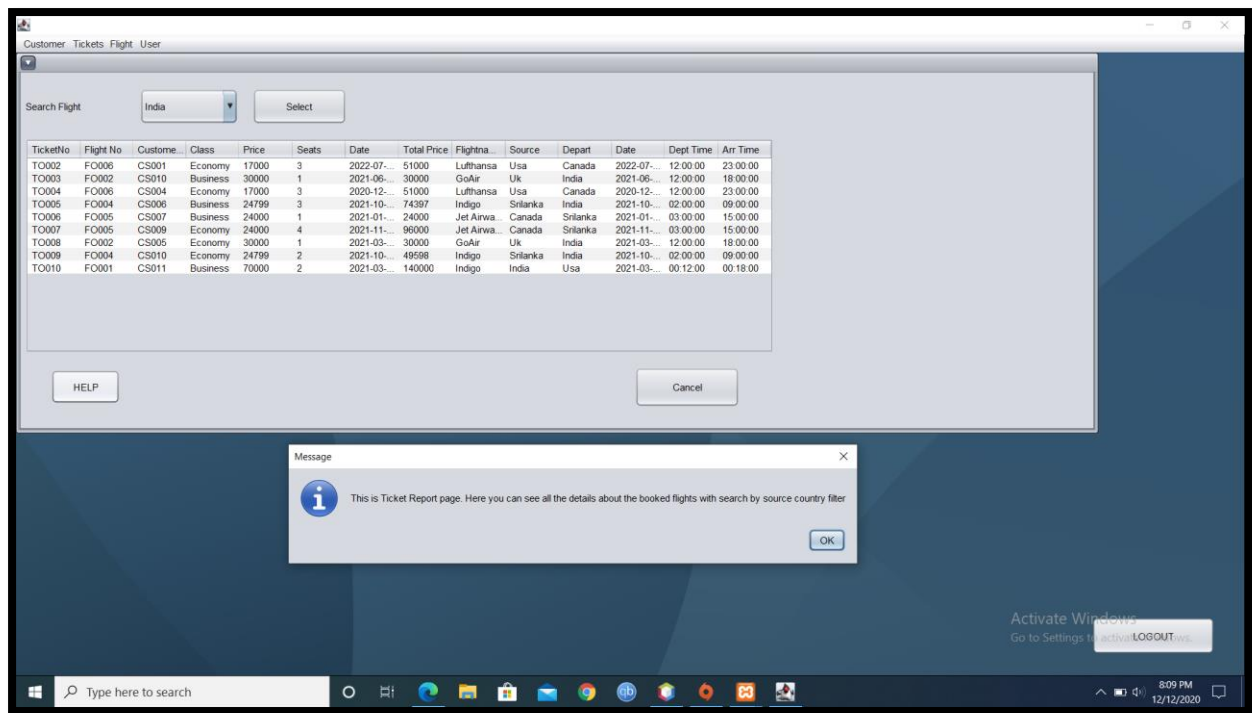 Customer Tickets Flight User
Search Flight India Select
TicketNo Flight No Custome... Class Price Seats Date Total Price Flightna... Source Depart Date Dept Time Arr Time
TO002 FO006 CS001 Economy 17000 3 2022-07-... 51000 Lufthansa Usa Canada 2022-07-... 12:00:00 23:00:00
TO003 FO002 CS010 Business 30000 1 2021-06-... 30000 GoAir Uk India 2021-06-... 12:00:00 18:00:00
TO004 FO006 CS004 Economy 17000 3 2020-12-... 51000 Lufthansa Usa Canada 2020-12-... 12:00:00 23:00:00
TO005 FO004 CS006 Business 24799 3 2021-10-... 74397 Indigo Srilanka India 2021-10-... 02:00:00 09:00:00
TO006 FO005 CS007 Business 24000 1 2021-01-... 24000 Jet Airwa... Canada Srilanka 2021-01-... 03:00:00 15:00:00
TO007 FO005 CS009 Economy 24000 4 2021-11-... 96000 Jet Airwa... Canada Srilanka 2021-11-... 03:00:00 15:00:00
TO008 FO002 CS005 Economy 30000 1 2021-03-... 30000 GoAir Uk India 2021-03-... 12:00:00 18:00:00
TO009 FO004 CS010 Economy 24799 2 2021-10-... 49598 Indigo Srilanka India 2021-10-... 02:00:00 09:00:00
TO010 FO001 CS011 Business 70000 2 2021-03-... 140000 Indigo India Usa 2021-03-... 00:12:00 00:18:00
HELP Cancel
Message
This is Ticket Report page. Here you can see all the details about the booked flights with search by source country filter
OK
Activate Windows
Go to Settings to LOGOUT
Type here to search
qb
8:09 PM
12/12/2020